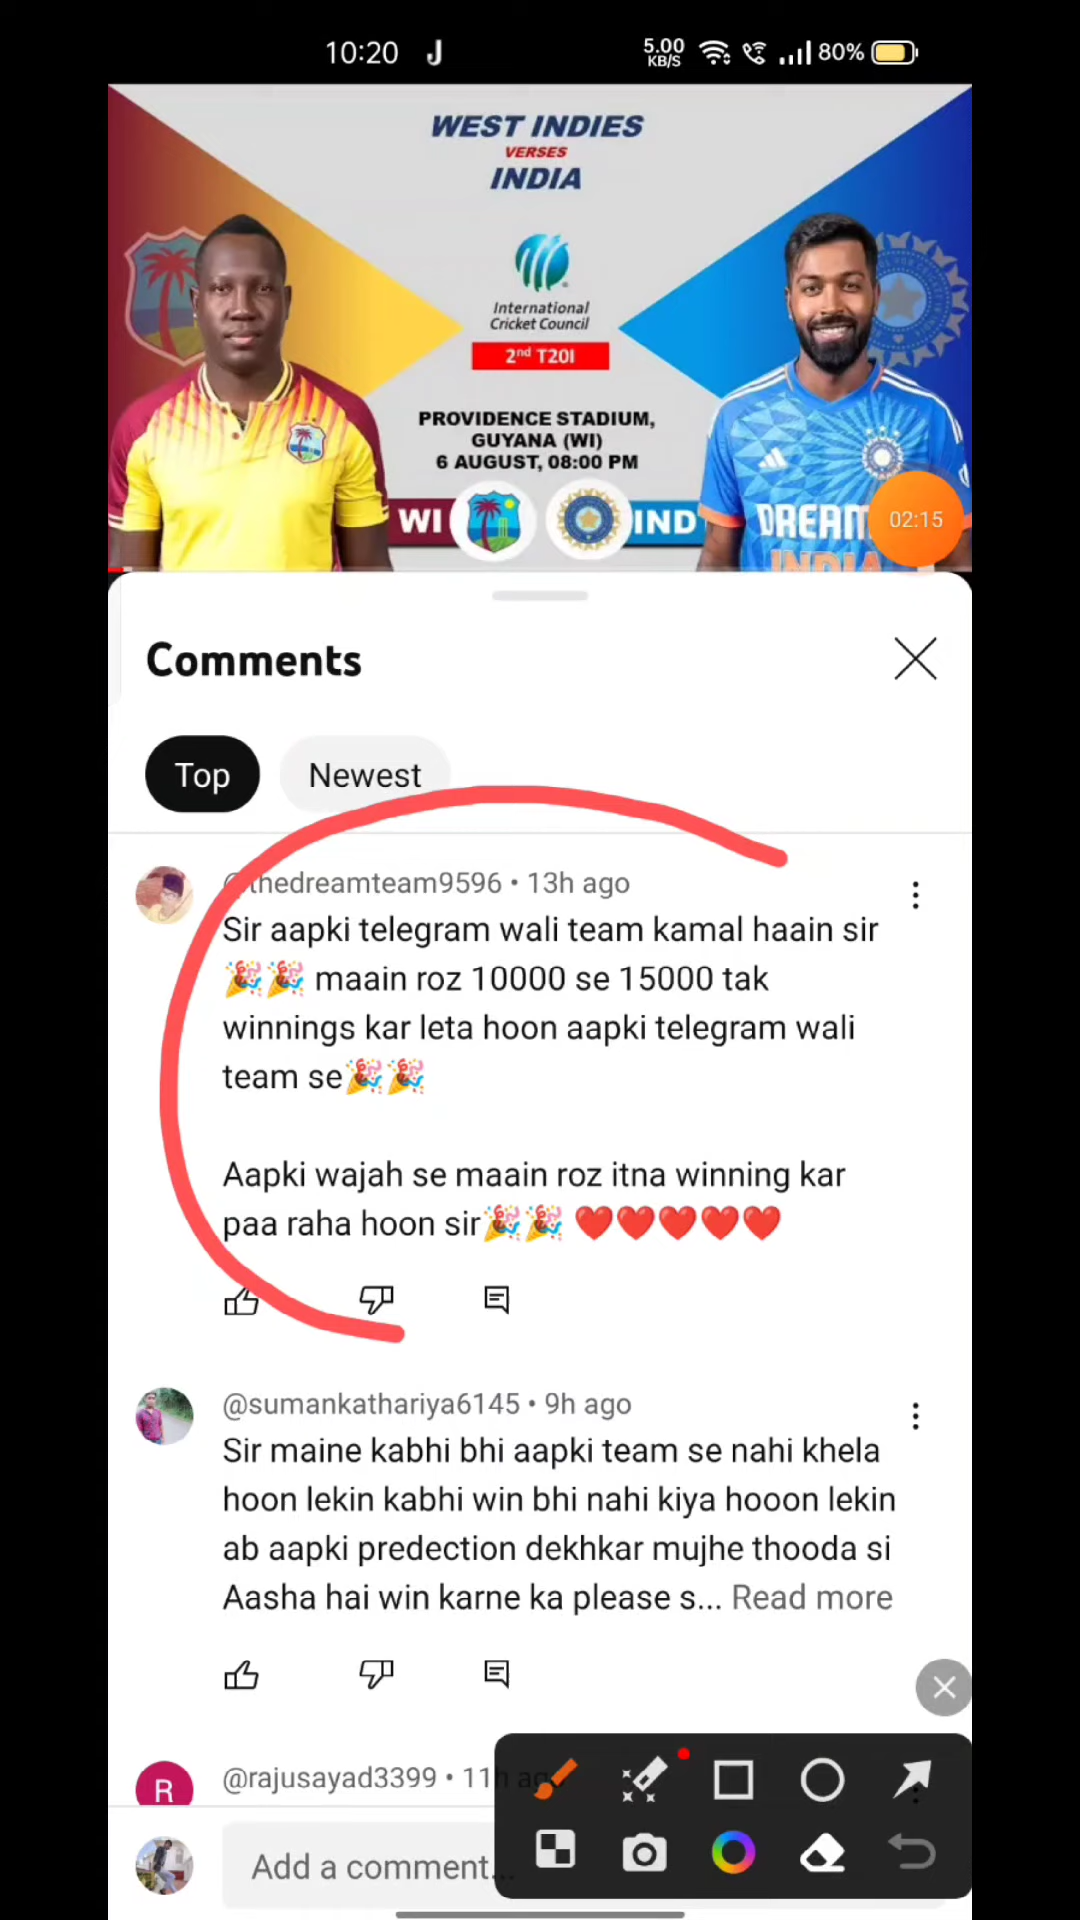 10:20 J 5.00 KB/S 80%
WEST INDIES
VERSES
INDIA
International
Cricket Council
2nd T20I
PROVIDENCE STADIUM,
GUYANA (WI)
6 AUGUST, 08:00 PM
WI IND
DREAM
INDIA
02:15
Comments
Top Newest
@thedreamteam9596 • 13h ago
Sir aapki telegram wali team kamal haain sir
🎉🎉 maain roz 10000 se 15000 tak
winnings kar leta hoon aapki telegram wali
team se🎉🎉
Aapki wajah se maain roz itna winning kar
paa raha hoon sir🎉🎉 ❤️❤️❤️❤️❤️
@sumankathariya6145 • 9h ago
Sir maine kabhi bhi aapki team se nahi khela
hoon lekin kabhi win bhi nahi kiya hooon lekin
ab aapki predection dekhkar mujhe thooda si
Aasha hai win karne ka please s... Read more
R @rajusayad3399 • 11h ago
Add a comment...